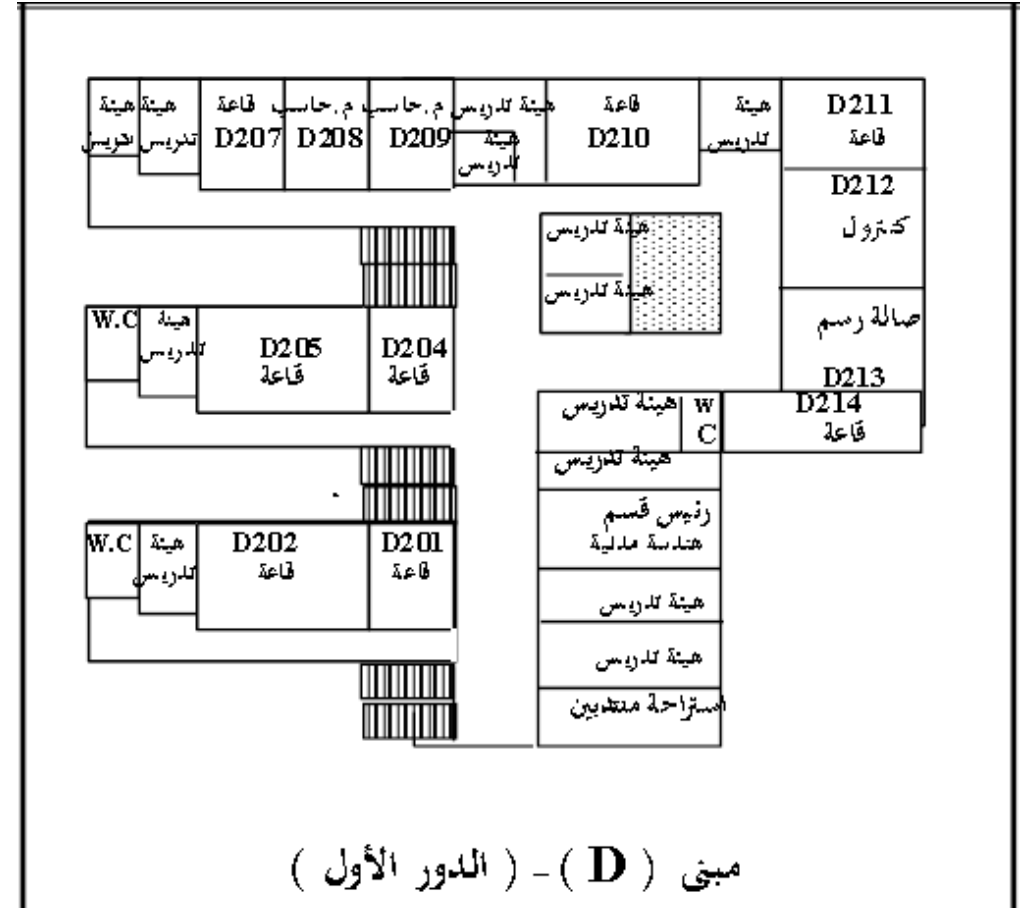 هيئة
تدريس
هيئة
تدريس
قاعة
D207
م.حاسب
D208
م.حاسب
D209
هيئة تدريس
هيئة
تدريس
قاعة
D210
هيئة
تدريس
D211
قاعة
D212
كنترول
صالة رسم
D213
هيئة تدريس
هيئة تدريس
W.C
هيئة
تدريس
D205
قاعة
D204
قاعة
هيئة تدريس
W
C
D214
قاعة
هيئة تدريس
رئيس قسم
هندسة مدنية
هيئة تدريس
هيئة تدريس
استراحة منتدبين
W.C
هيئة
تدريس
D202
قاعة
D201
قاعة
مبنى ( D ) - ( الدور الأول )